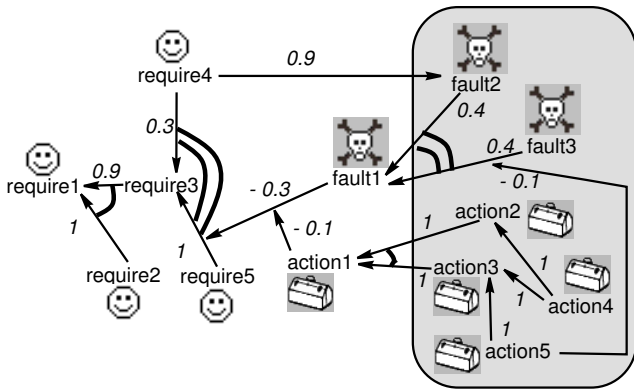 0.9
require4
fault2
0.3
0.4
0.4
fault3
0.9
require1
require3
fault1
- 0.3
- 0.1
1
1
- 0.1
1
action2
require2
require5
action1
1
action3
1
1
action4
1
action5